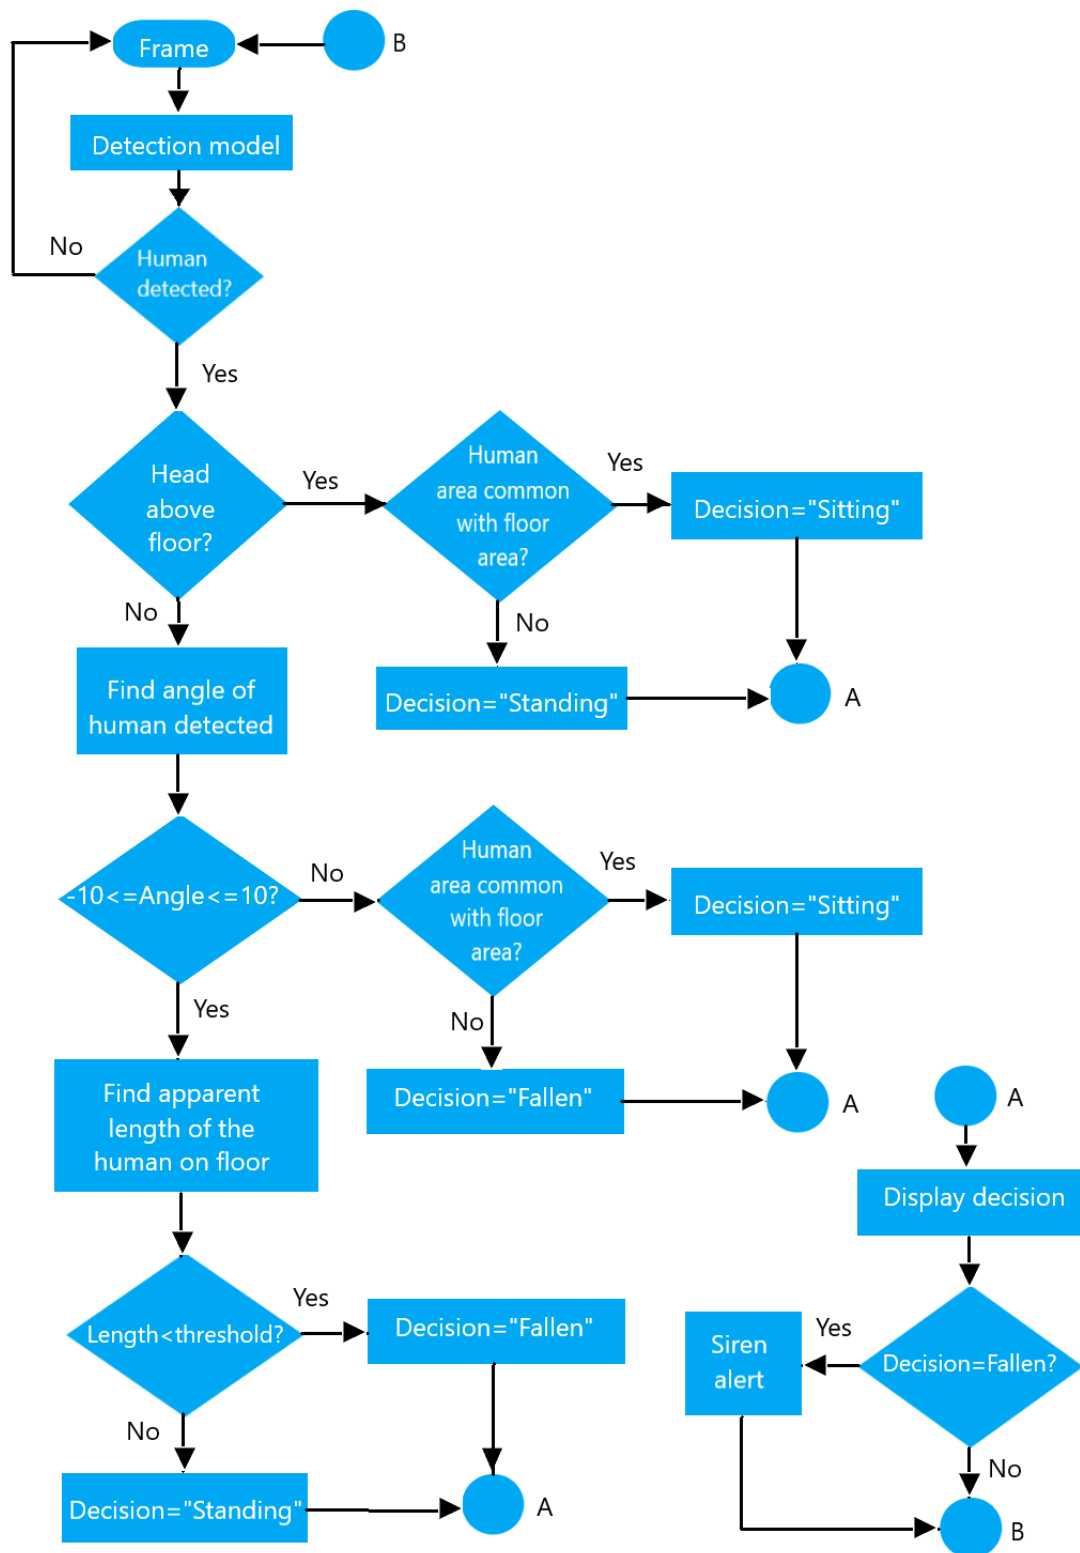 Frame
B
Detection model
No
Human
detected?
Yes
Head
above
floor?
Yes
Human
area common
with floor
area?
Yes
Decision="Sitting"
No
No
Decision="Standing"
A
Find angle of
human detected
-10<=Angle<=10?
No
Human
area common
with floor
area?
Yes
Decision="Sitting"
Yes
No
Decision="Fallen"
A
Find apparent
length of the
human on floor
Length<threshold?
Yes
Decision="Fallen"
No
Decision="Standing"
A
A
Display decision
Decision=Fallen?
Yes
Siren
alert
No
B